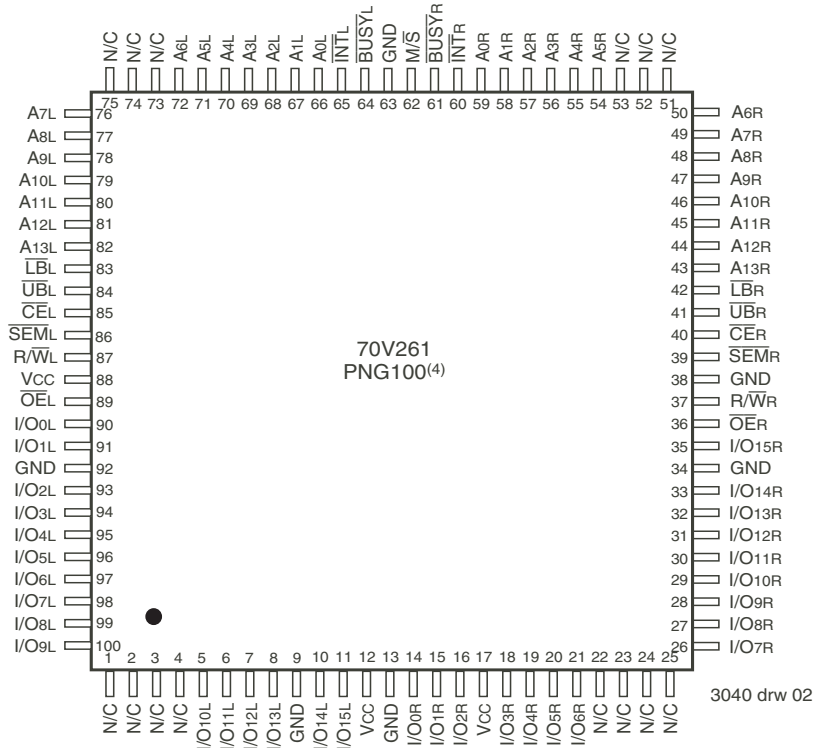 N/C N/C N/C A6L A5L A4L A3L A2L A1L A0L INTL BUSYL GND M/S BUSYR INTR A0R A1R A2R A3R A4R A5R N/C N/C N/C
75 74 73 72 71 70 69 68 67 66 65 64 63 62 61 60 59 58 57 56 55 54 53 52 51
A7L 76 50 A6R
A8L 77 49 A7R
A9L 78 48 A8R
A10L 79 47 A9R
A11L 80 46 A10R
A12L 81 45 A11R
A13L 82 44 A12R
LBL 83 43 A13R
UBL 84 42 LBR
CEL 85 41 UBR
SEML 86 40 CER
R/WL 87 39 SEMR
VCC 88 38 GND
OEL 89 37 R/WR
I/O0L 90 36 OER
I/O1L 91 35 I/O15R
GND 92 34 GND
I/O2L 93 33 I/O14R
I/O3L 94 32 I/O13R
I/O4L 95 31 I/O12R
I/O5L 96 30 I/O11R
I/O6L 97 29 I/O10R
I/O7L 98 28 I/O9R
I/O8L 99 27 I/O8R
I/O9L 100 26 I/O7R
70V261
PNG100(4)
1 2 3 4 5 6 7 8 9 10 11 12 13 14 15 16 17 18 19 20 21 22 23 24 25
N/C N/C N/C N/C I/O10L I/O11L I/O12L I/O13L GND I/O14L I/O15L VCC GND I/O0R I/O1R I/O2R VCC I/O3R I/O4R I/O5R I/O6R N/C N/C N/C N/C
3040 drw 02